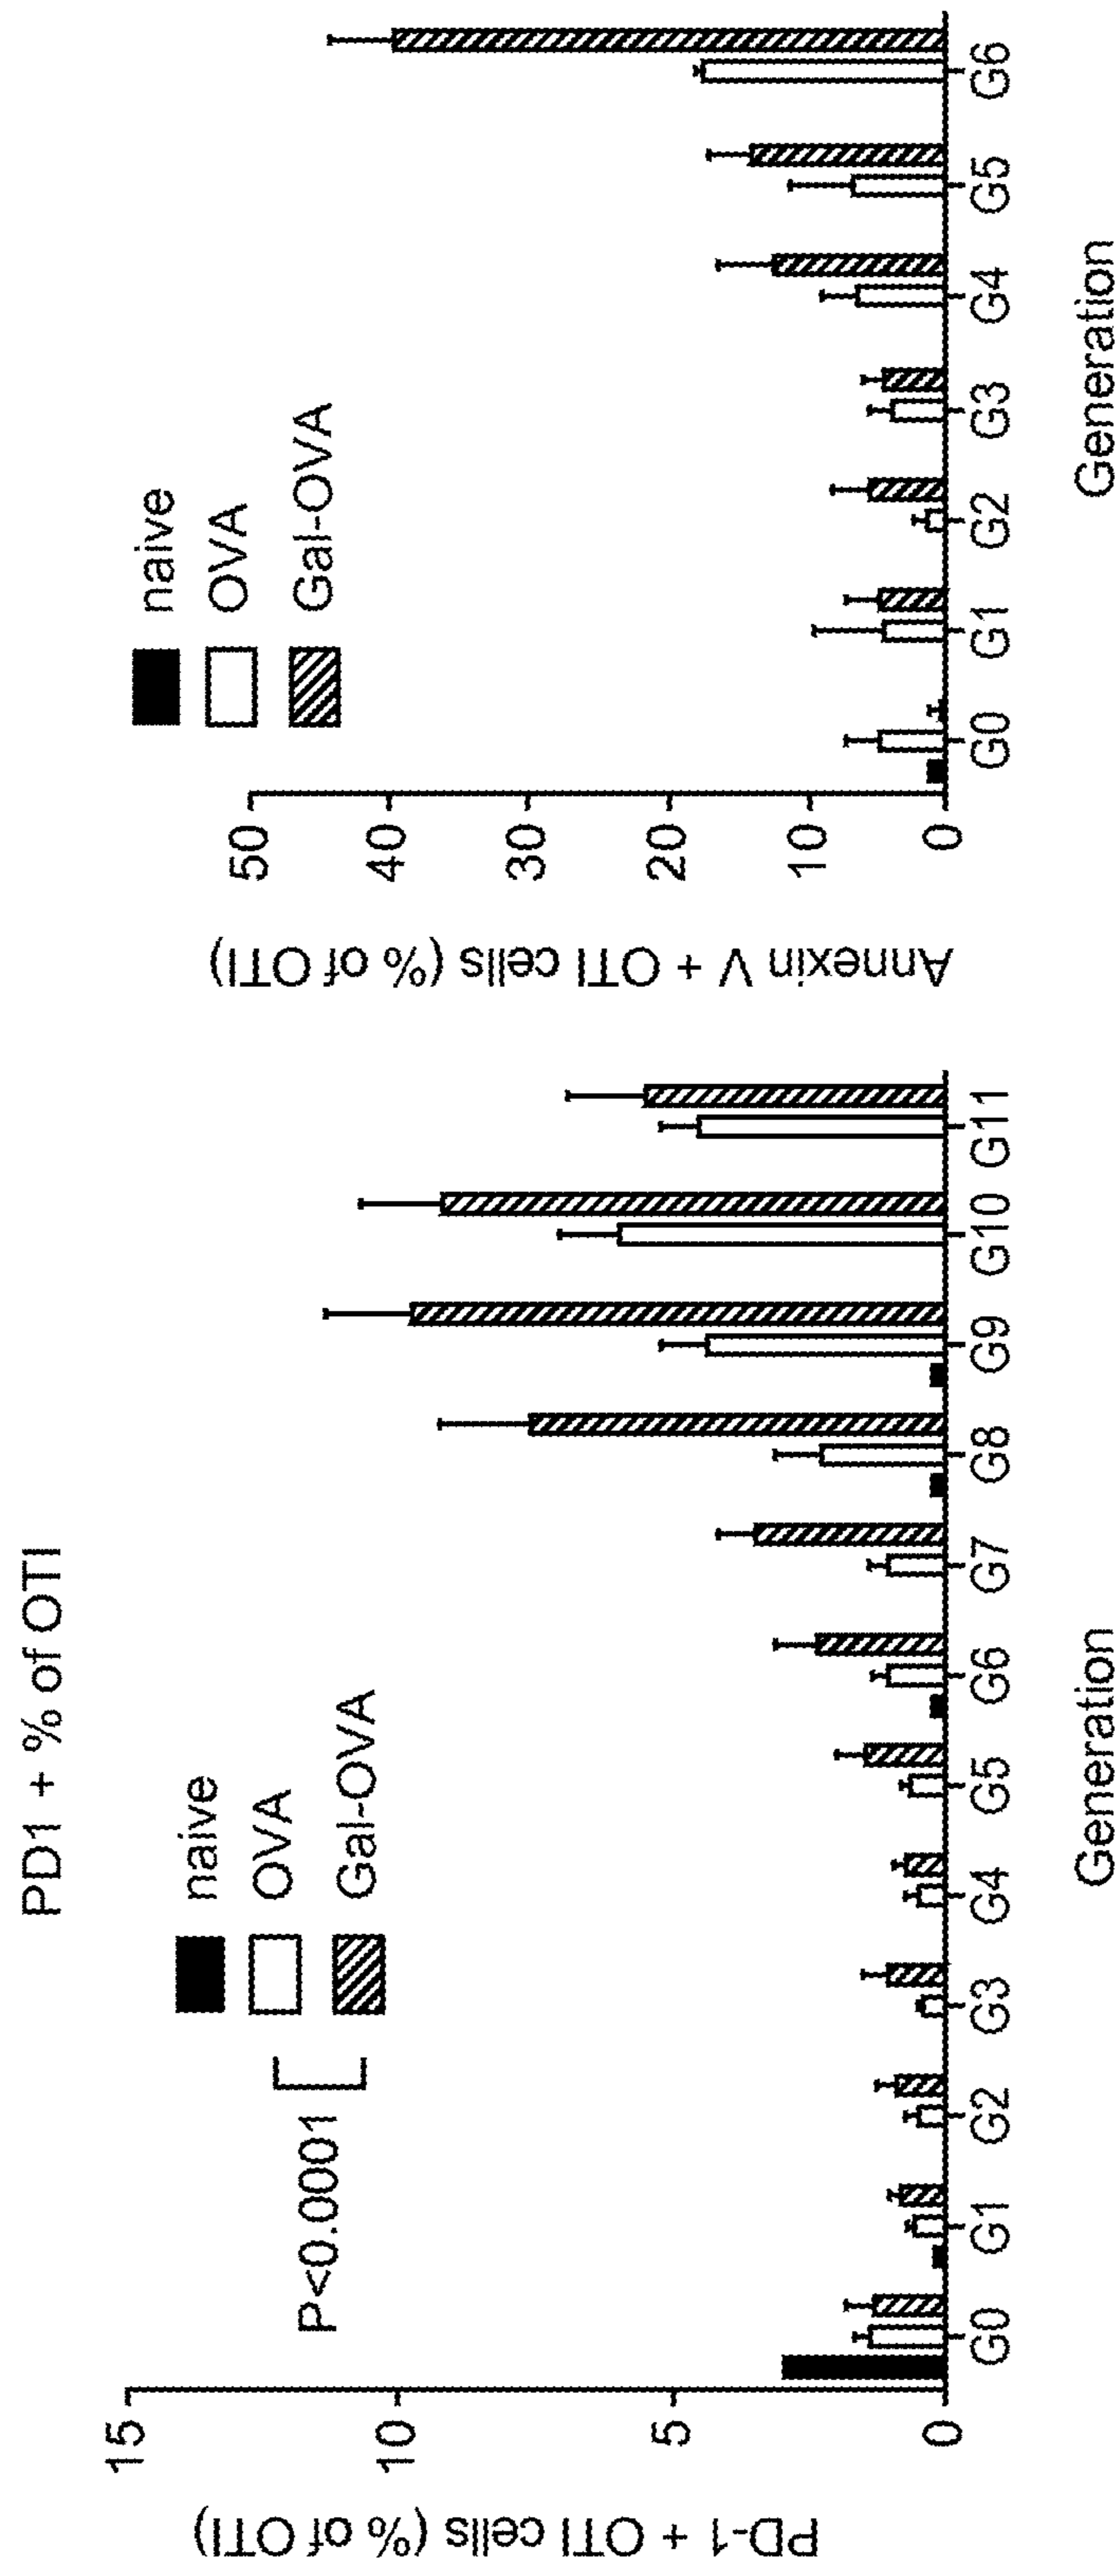 PD1 + % of OTI
PD-1 + OTI cells (% of OTI)
15
10
5
0
P<0.0001
naive
OVA
Gal-OVA
G0 G1 G2 G3 G4 G5 G6 G7 G8 G9 G10 G11
Generation
Annexin V + OTI cells (% of OTI)
50
40
30
20
10
0
naive
OVA
Gal-OVA
G0 G1 G2 G3 G4 G5 G6
Generation